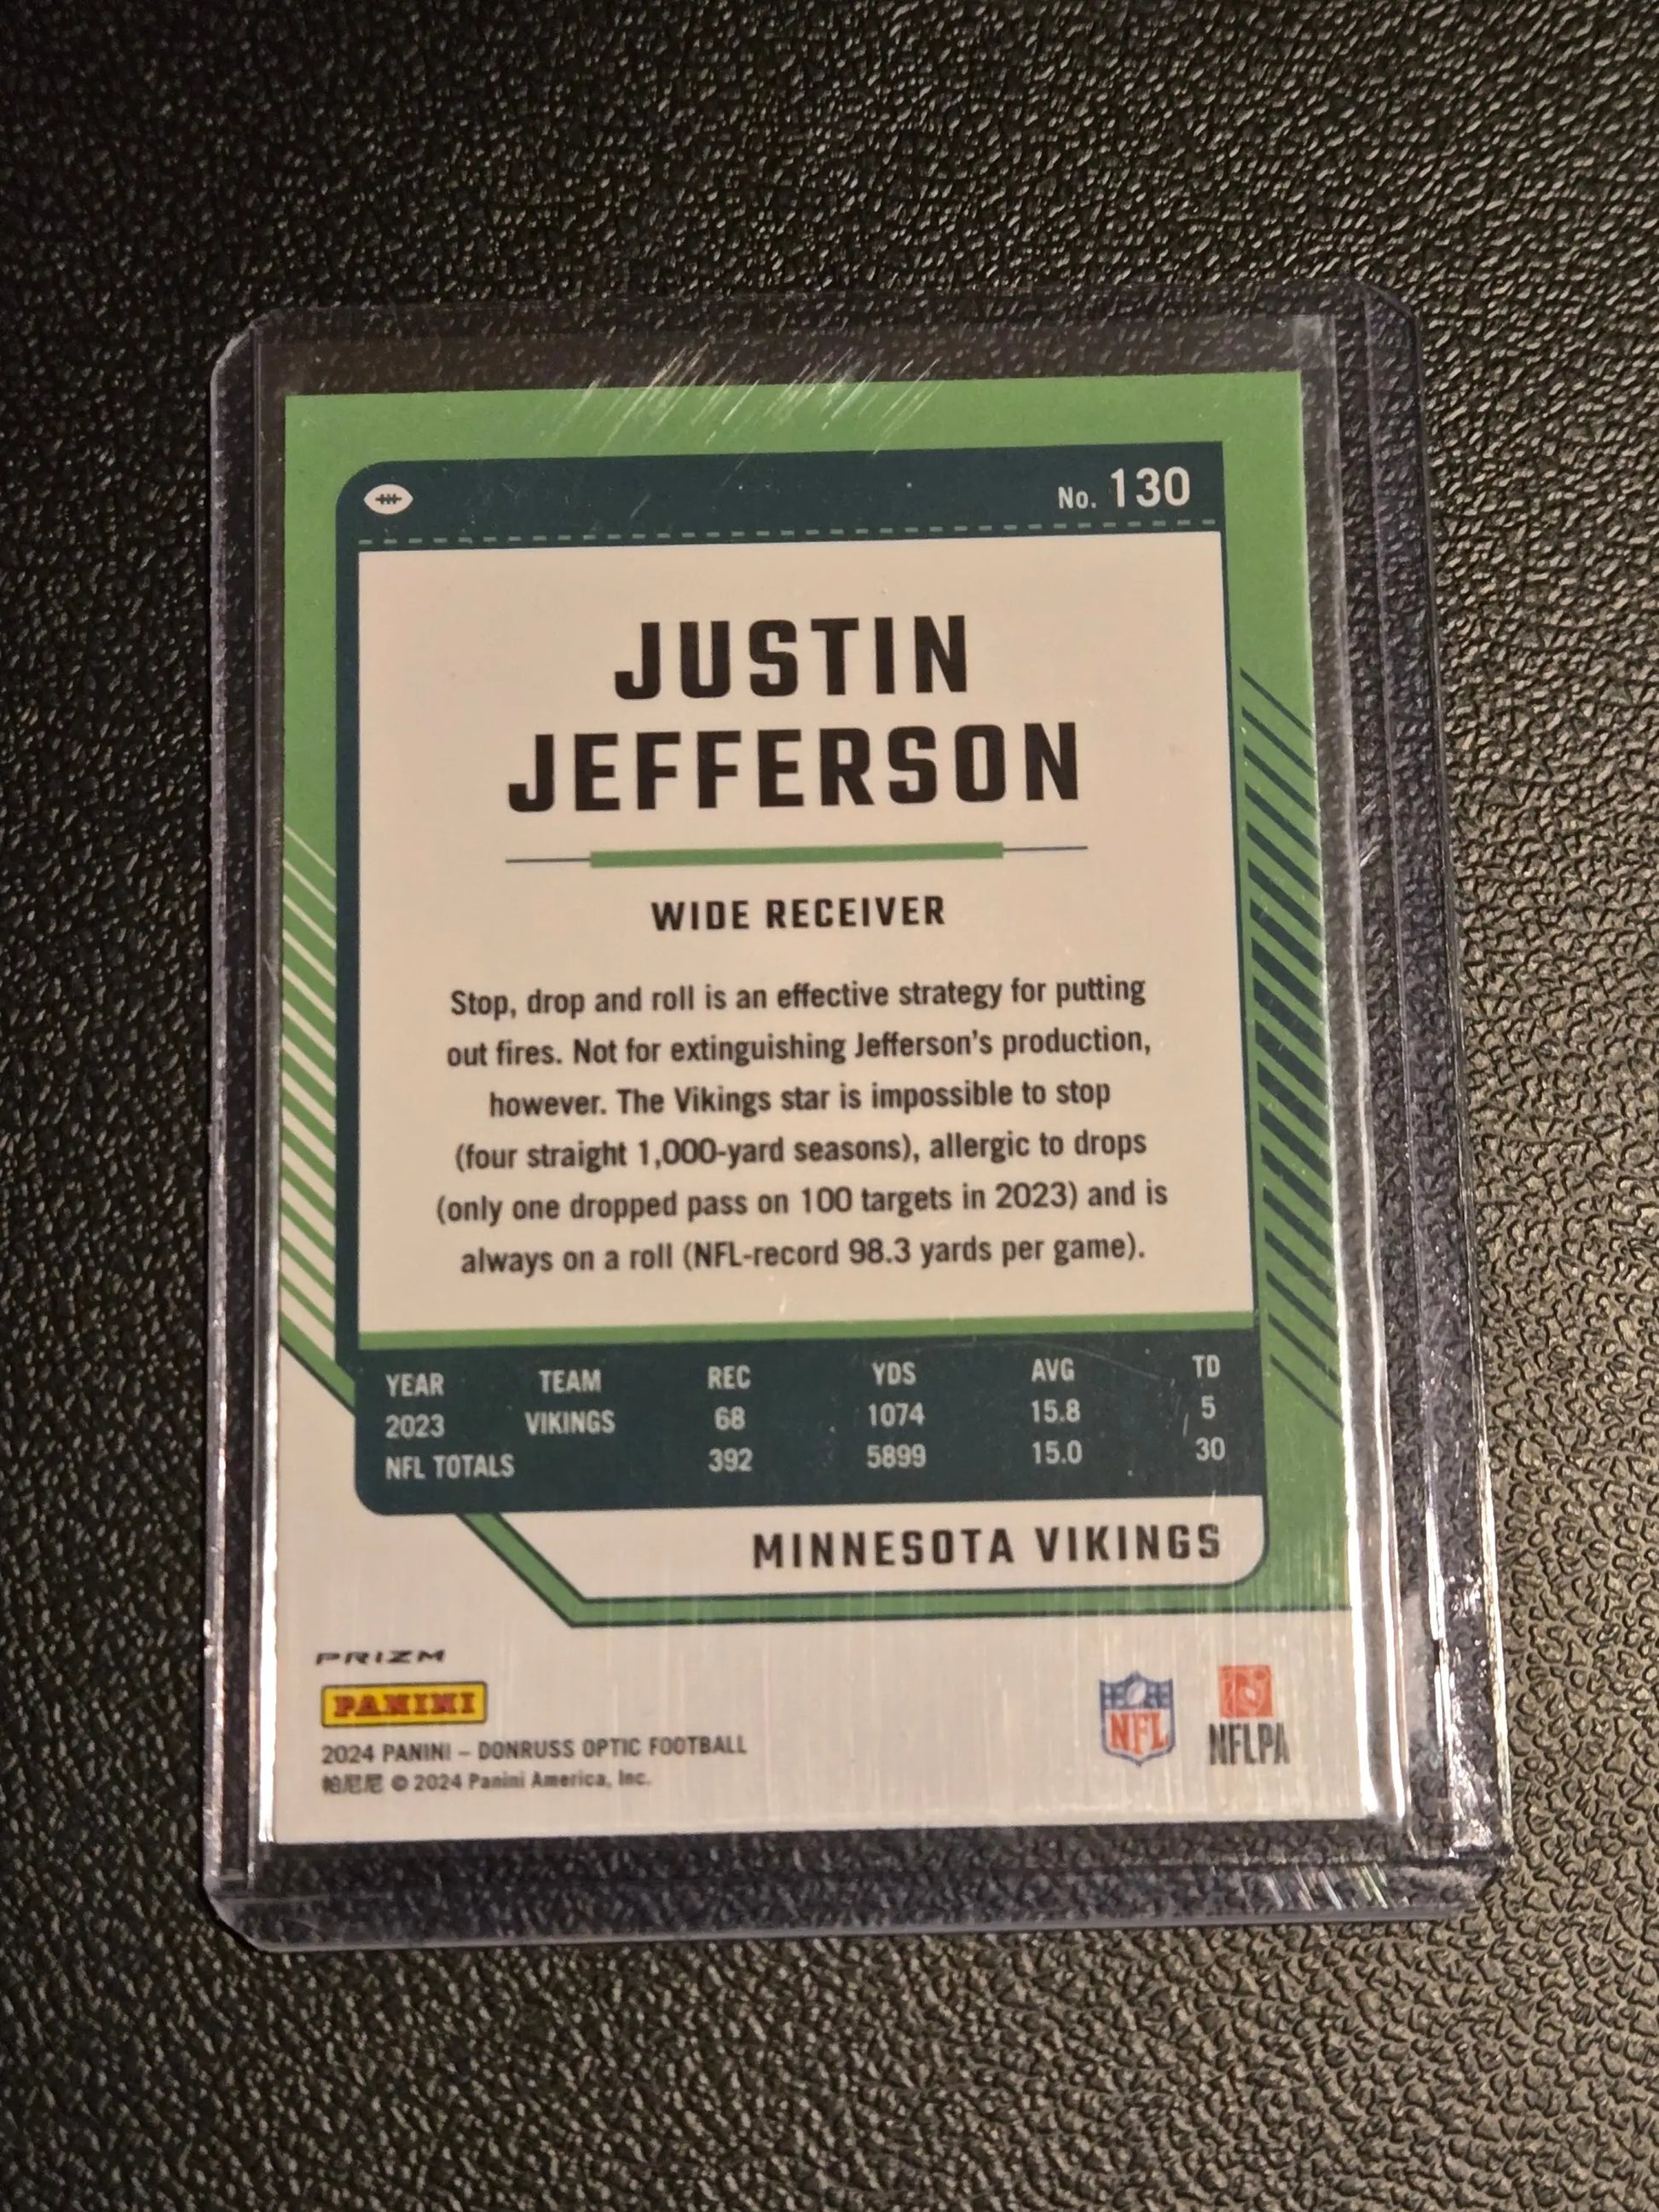 No. 130
JUSTIN
JEFFERSON
WIDE RECEIVER
Stop, drop and roll is an effective strategy for putting
out fires. Not for extinguishing Jefferson's production,
however. The Vikings star is impossible to stop
(four straight 1,000-yard seasons), allergic to drops
(only one dropped pass on 100 targets in 2023) and is
always on a roll (NFL-record 98.3 yards per game).
YEAR TEAM REC YDS AVG TD
2023 VIKINGS 68 1074 15.8 5
NFL TOTALS 392 5899 15.0 30
MINNESOTA VIKINGS
PRIZM
PANINI
NFL
NFLPA
2024 PANINI – DONRUSS OPTIC FOOTBALL
帕尼尼 © 2024 Panini America, Inc.